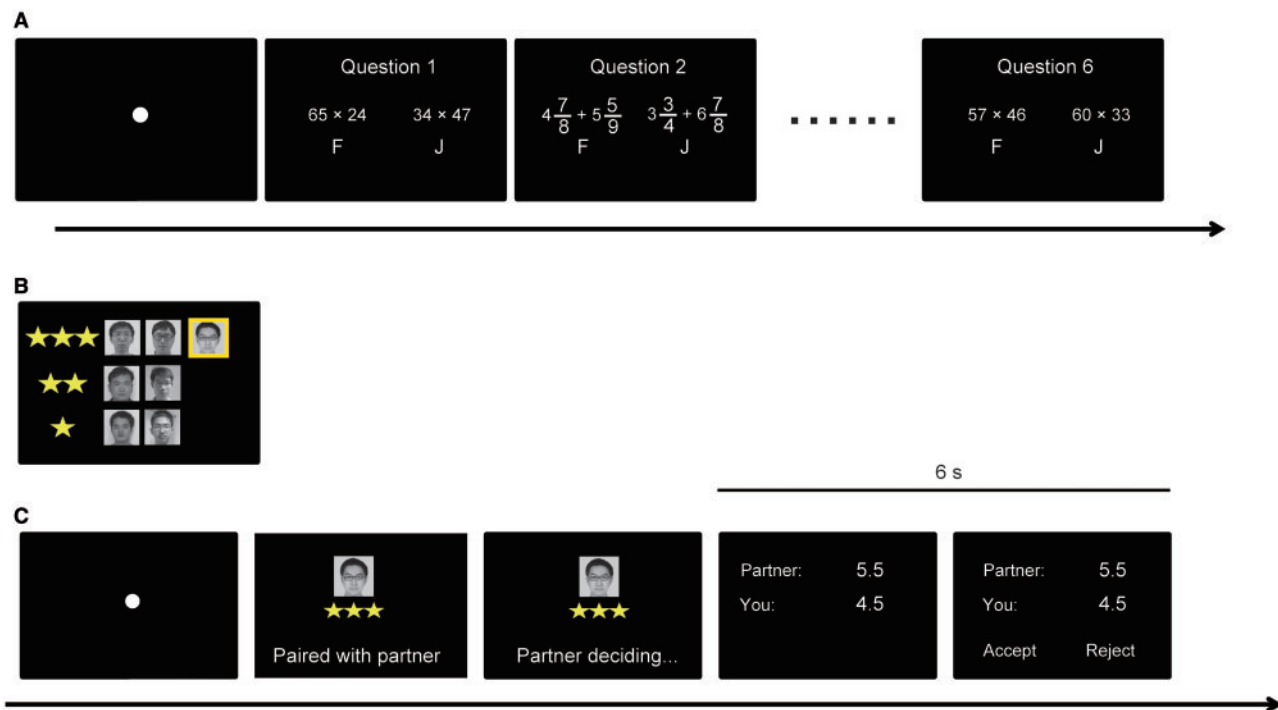 A
Question 1
65 × 24 34 × 47
F J
Question 2
4 7/8 + 5 5/9 3 3/4 + 6 7/8
F J
Question 6
57 × 46 60 × 33
F J
B
6 s
C
Paired with partner
Partner deciding...
Partner: 5.5
You: 4.5
Partner: 5.5
You: 4.5
Accept Reject